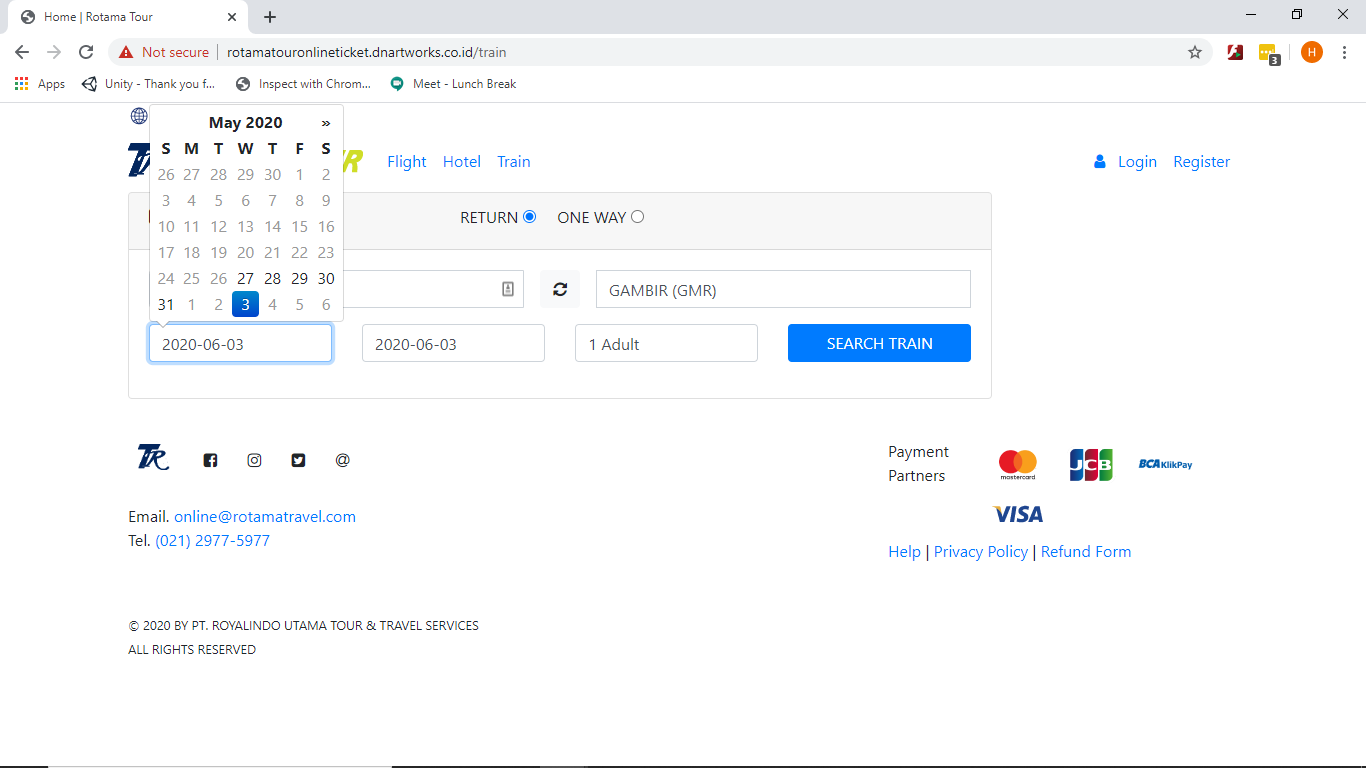 Home | Rotama Tour
Not secure | rotamatouronlineticket.dnartworks.co.id/train
H
3
Apps
Unity - Thank you f...
Inspect with Chrom...
Meet - Lunch Break
May 2020 »
S M T W T F S
26 27 28 29 30 1 2
3 4 5 6 7 8 9
10 11 12 13 14 15 16
17 18 19 20 21 22 23
24 25 26 27 28 29 30
31 1 2 3 4 5 6
Flight Hotel Train
Login Register
RETURN ONE WAY
GAMBIR (GMR)
2020-06-03
2020-06-03
1 Adult
SEARCH TRAIN
TR
@
Payment
Partners
mastercard
JCB
BCA KlikPay
VISA
Email. online@rotamatravel.com
Tel. (021) 2977-5977
Help | Privacy Policy | Refund Form
© 2020 BY PT. ROYALINDO UTAMA TOUR & TRAVEL SERVICES
ALL RIGHTS RESERVED